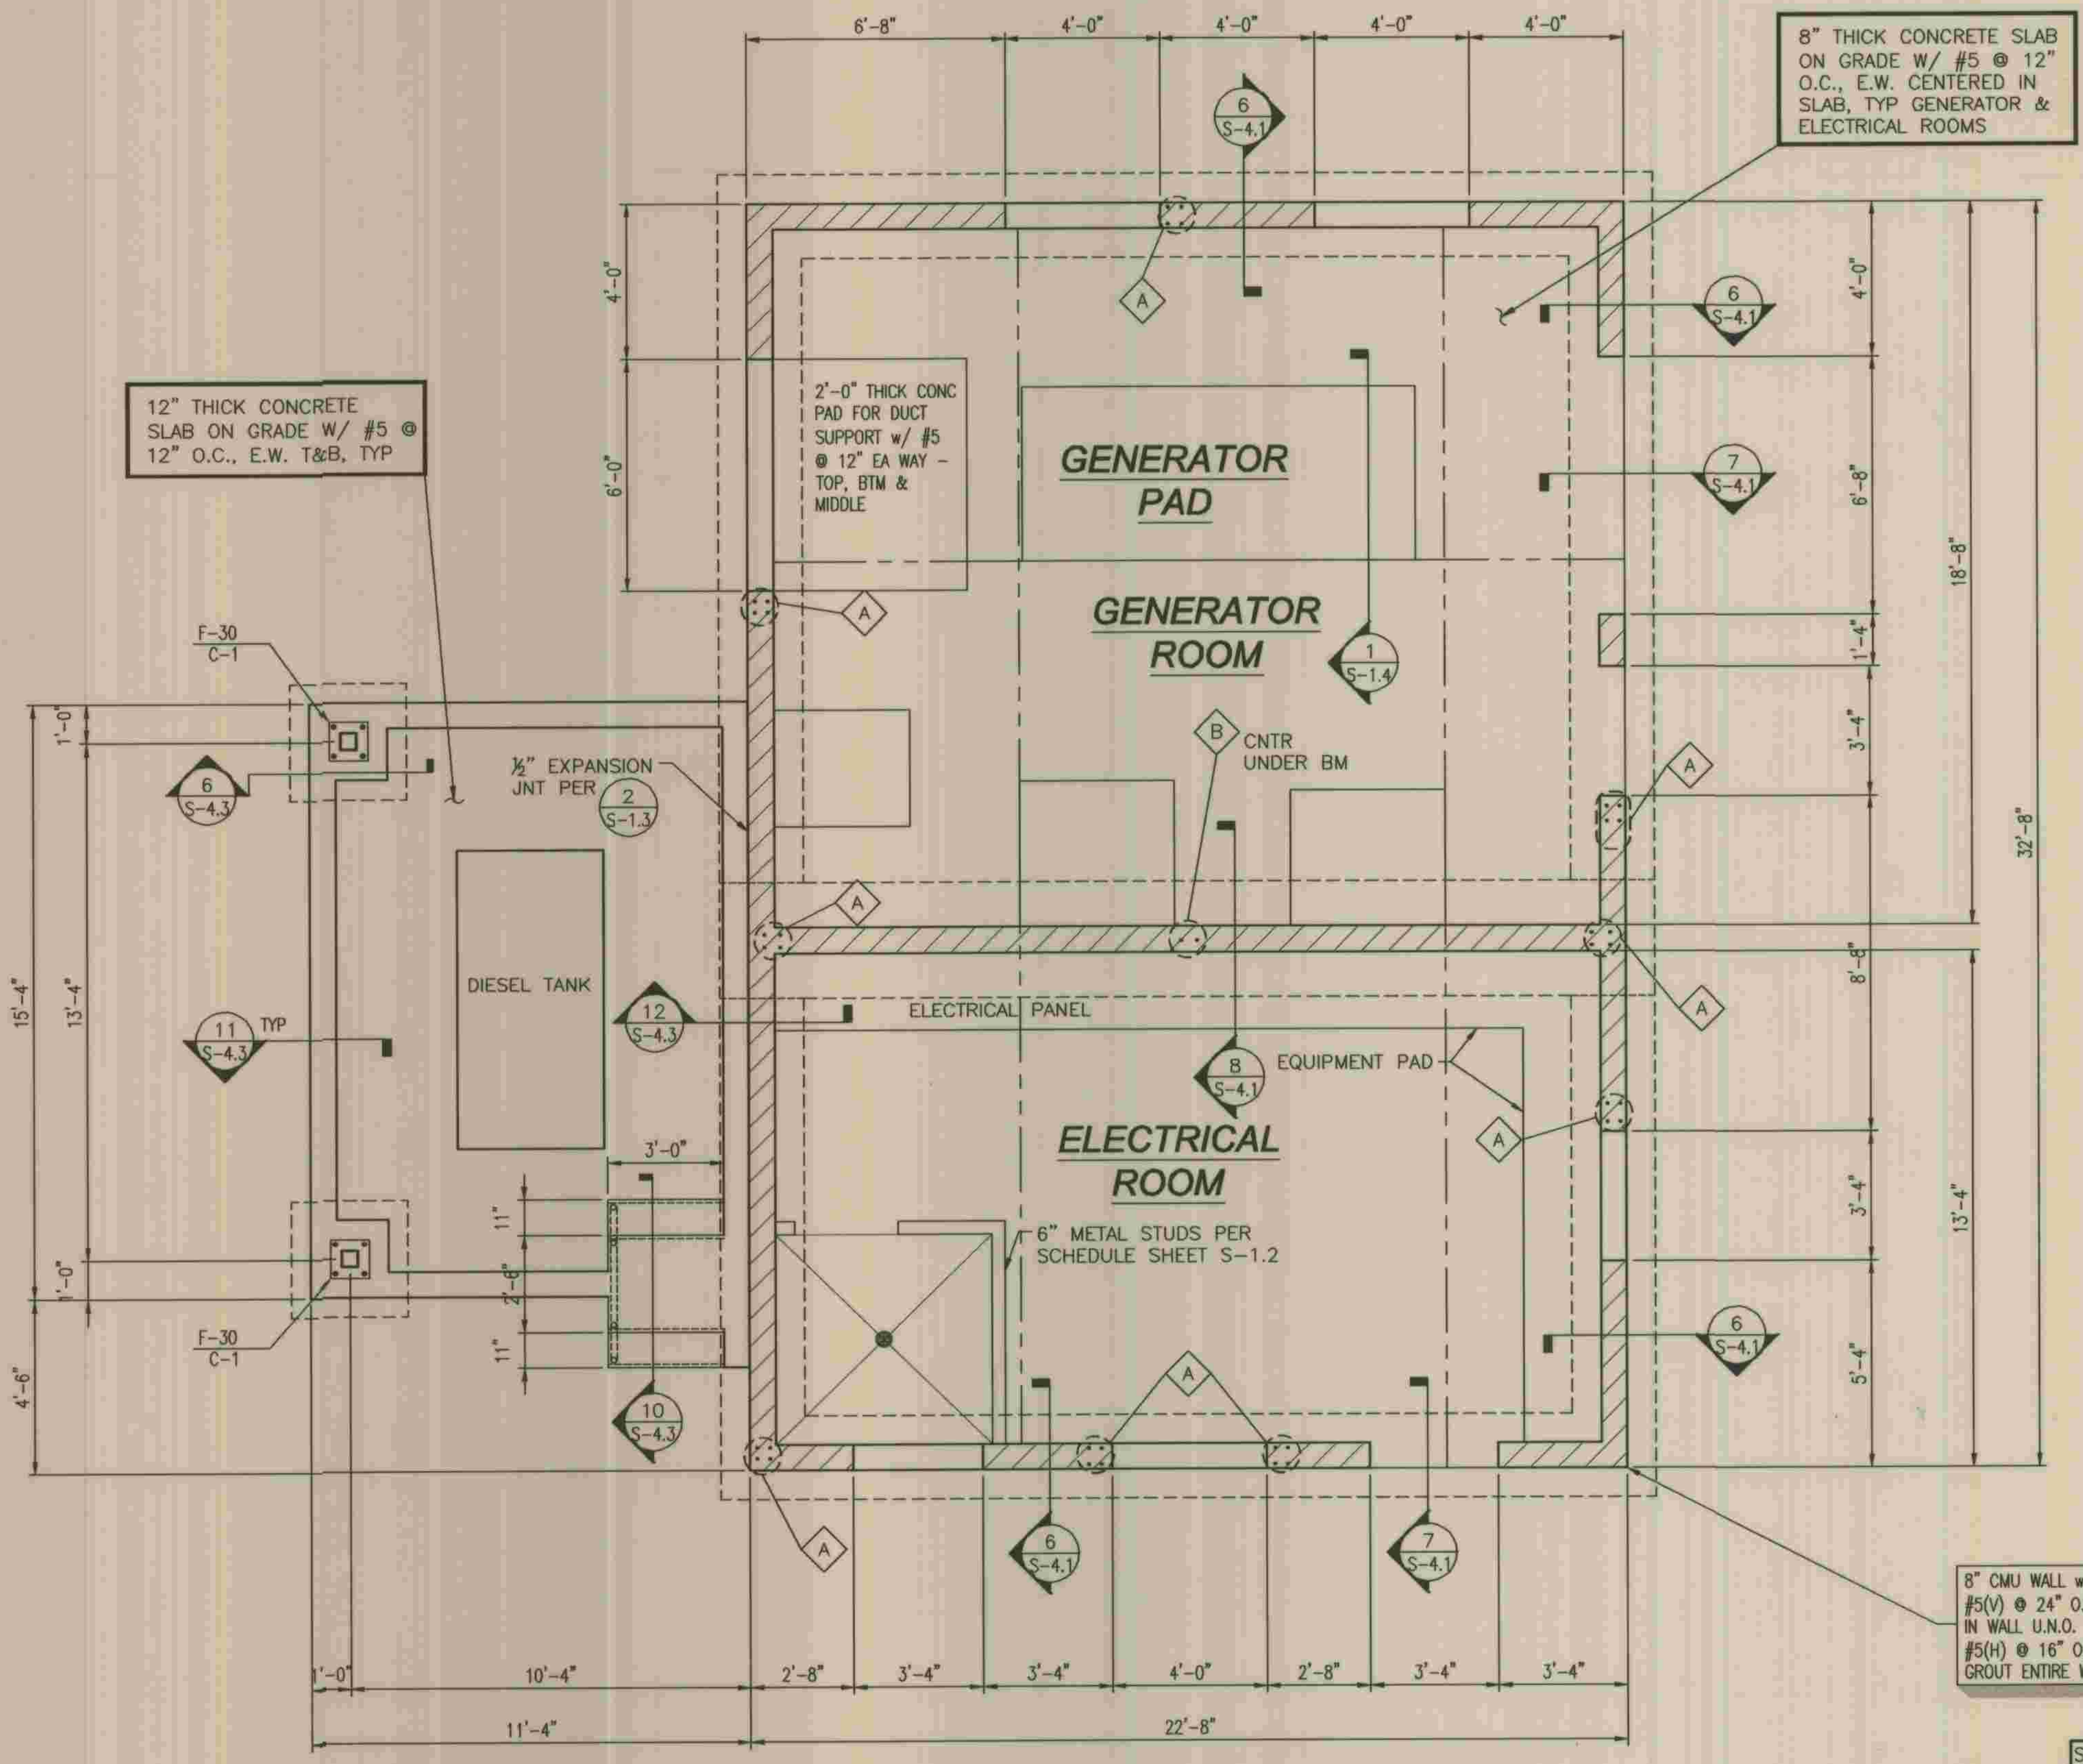 6'-8"
4'-0"
4'-0"
4'-0"
4'-0"
8" THICK CONCRETE SLAB
ON GRADE W/ #5 @ 12"
O.C., E.W. CENTERED IN
SLAB, TYP GENERATOR &
ELECTRICAL ROOMS
6
S-4.1
4'-0"
A
6
S-4.1
4'-0"
12" THICK CONCRETE
SLAB ON GRADE W/ #5 @
12" O.C., E.W. T&B, TYP
2'-0" THICK CONC
PAD FOR DUCT
SUPPORT w/ #5
@ 12" EA WAY -
TOP, BTM &
MIDDLE
6'-0"
GENERATOR
PAD
7
S-4.1
6'-8"
18'-8"
A
GENERATOR
ROOM
F-30
C-1
1
S-1.4
1'-4"
1'-0"
B
CNTR
UNDER BM
3'-4"
A
½" EXPANSION
JNT PER
2
S-1.3
6
S-4.3
32'-8"
A
15'-4"
13'-4"
DIESEL TANK
12
S-4.3
ELECTRICAL PANEL
8'-8"
A
11
S-4.3
TYP
8
S-4.1
EQUIPMENT PAD
A
ELECTRICAL
ROOM
3'-0"
3'-4"
13'-4"
11"
6" METAL STUDS PER
SCHEDULE SHEET S-1.2
1'-0"
2'-6"
F-30
C-1
11"
6
S-4.1
5'-4"
4'-6"
A
10
S-4.3
A
6
S-4.1
7
S-4.1
8" CMU WALL w
#5(V) @ 24" O.
IN WALL U.N.O.
#5(H) @ 16" O
GROUT ENTIRE
1'-0"
10'-4"
2'-8"
3'-4"
3'-4"
4'-0"
2'-8"
3'-4"
3'-4"
11'-4"
22'-8"